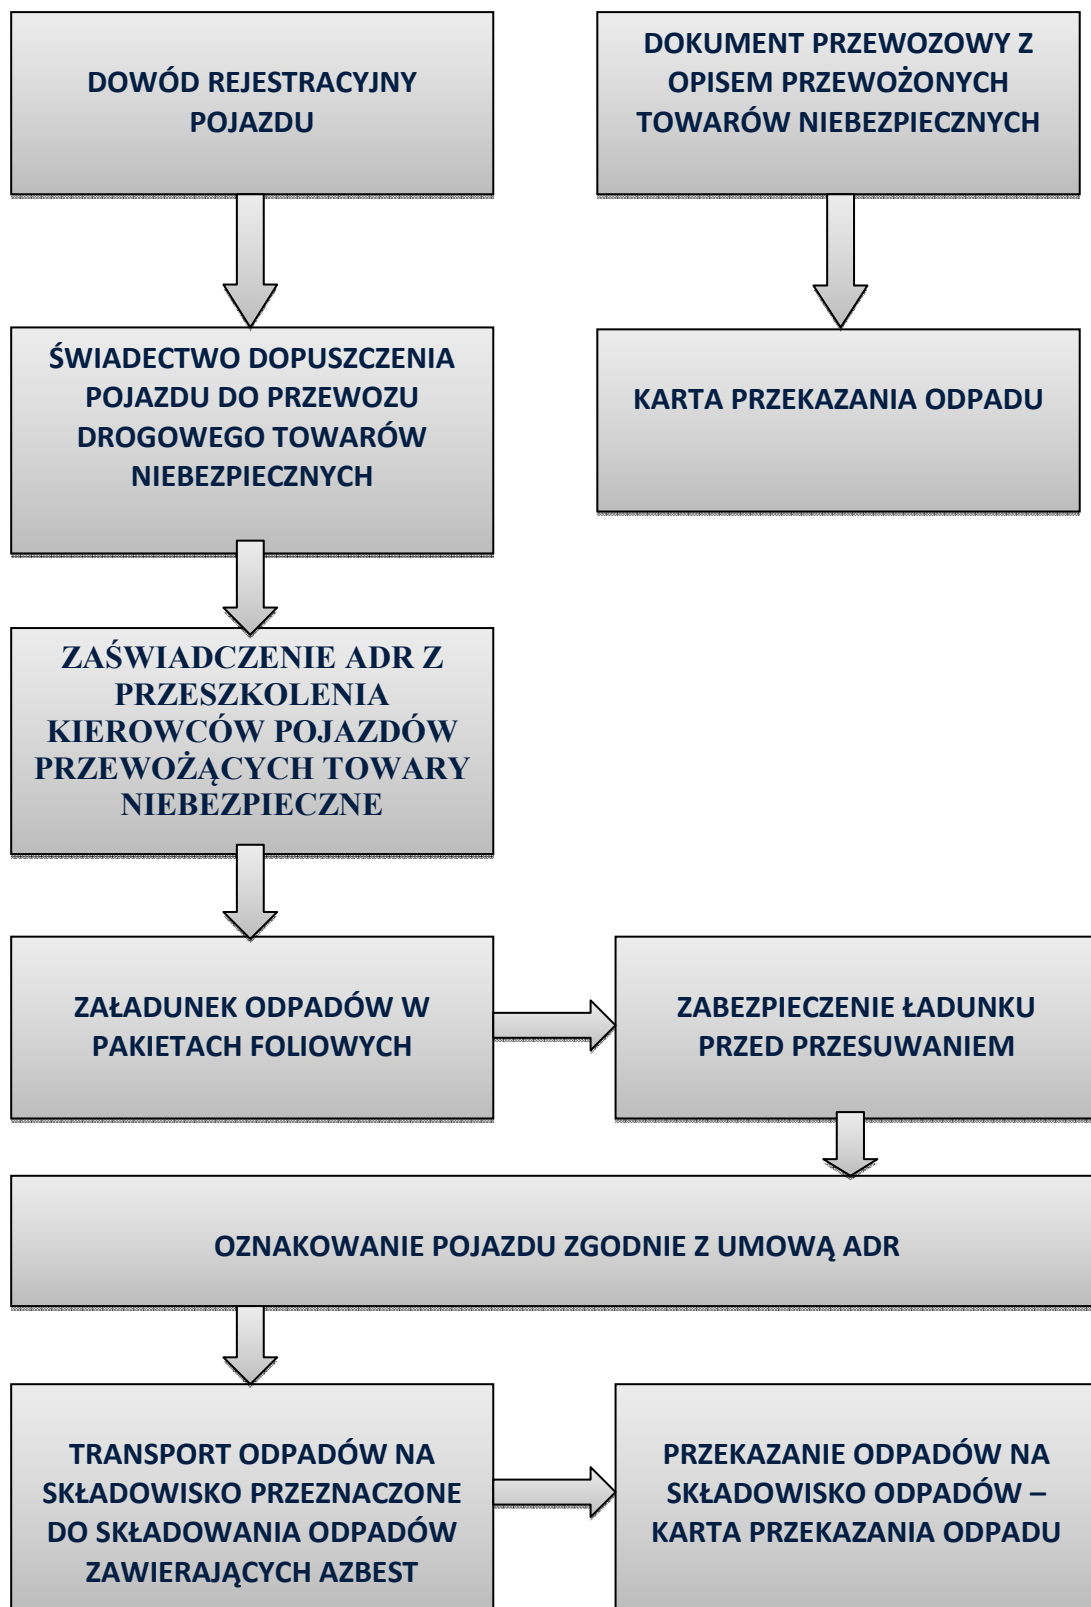 DOWÓD REJESTRACYJNY
POJAZDU
DOKUMENT PRZEWOZOWY Z
OPISEM PRZEWOŻONYCH
TOWARÓW NIEBEZPIECZNYCH
ŚWIADECTWO DOPUSZCZENIA
POJAZDU DO PRZEWOZU
DROGOWEGO TOWARÓW
NIEBEZPIECZNYCH
KARTA PRZEKAZANIA ODPADU
ZAŚWIADCZENIE ADR Z
PRZESZKOLENIA
KIEROWCÓW POJAZDÓW
PRZEWOŻĄCYCH TOWARY
NIEBEZPIECZNE
ZAŁADUNEK ODPADÓW W
PAKIETACH FOLIOWYCH
ZABEZPIECZENIE ŁADUNKU
PRZED PRZESUWANIEM
OZNAKOWANIE POJAZDU ZGODNIE Z UMOWĄ ADR
TRANSPORT ODPADÓW NA
SKŁADOWISKO PRZEZNACZONE
DO SKŁADOWANIA ODPADÓW
ZAWIERAJĄCYCH AZBEST
PRZEKAZANIE ODPADÓW NA
SKŁADOWISKO ODPADÓW –
KARTA PRZEKAZANIA ODPADU